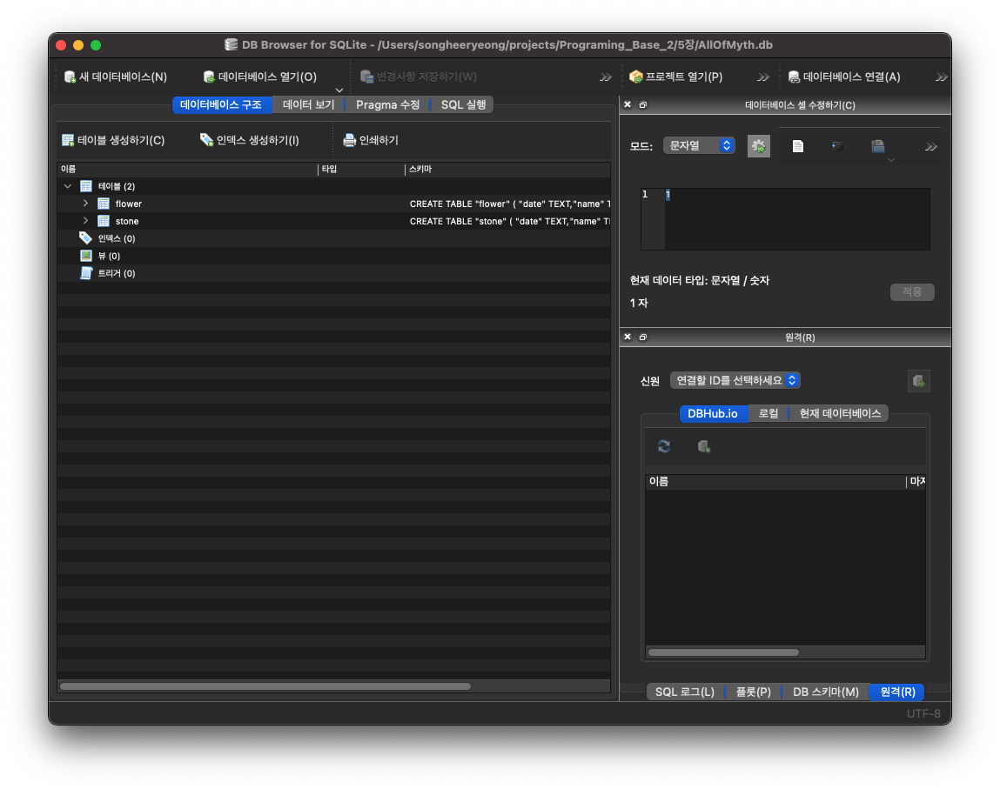 DB Browser for SQLite - /Users/songheeryeong/projects/Programing_Base_2/5장/AllOfMyth.db
새 데이터베이스(N) 데이터베이스 열기(O) 변경사항 저장하기(W) 프로젝트 열기(P) 데이터베이스 연결(A)
데이터베이스 구조 데이터 보기 Pragma 수정 SQL 실행
테이블 생성하기(C) 인덱스 생성하기(I) 인쇄하기
이름 타입 스키마
테이블 (2)
flower CREATE TABLE "flower" ( "date" TEXT,"name" T
stone CREATE TABLE "stone" ( "date" TEXT,"name" TI
인덱스 (0)
뷰 (0)
트리거 (0)
데이터베이스 셀 수정하기(C)
모드: 문자열
1 1
현재 데이터 타입: 문자열 / 숫자
1 자
적용
원격(R)
신원 연결할 ID를 선택하세요
DBHub.io 로컬 현재 데이터베이스
이름 마지
SQL 로그(L) 플롯(P) DB 스키마(M) 원격(R)
UTF-8